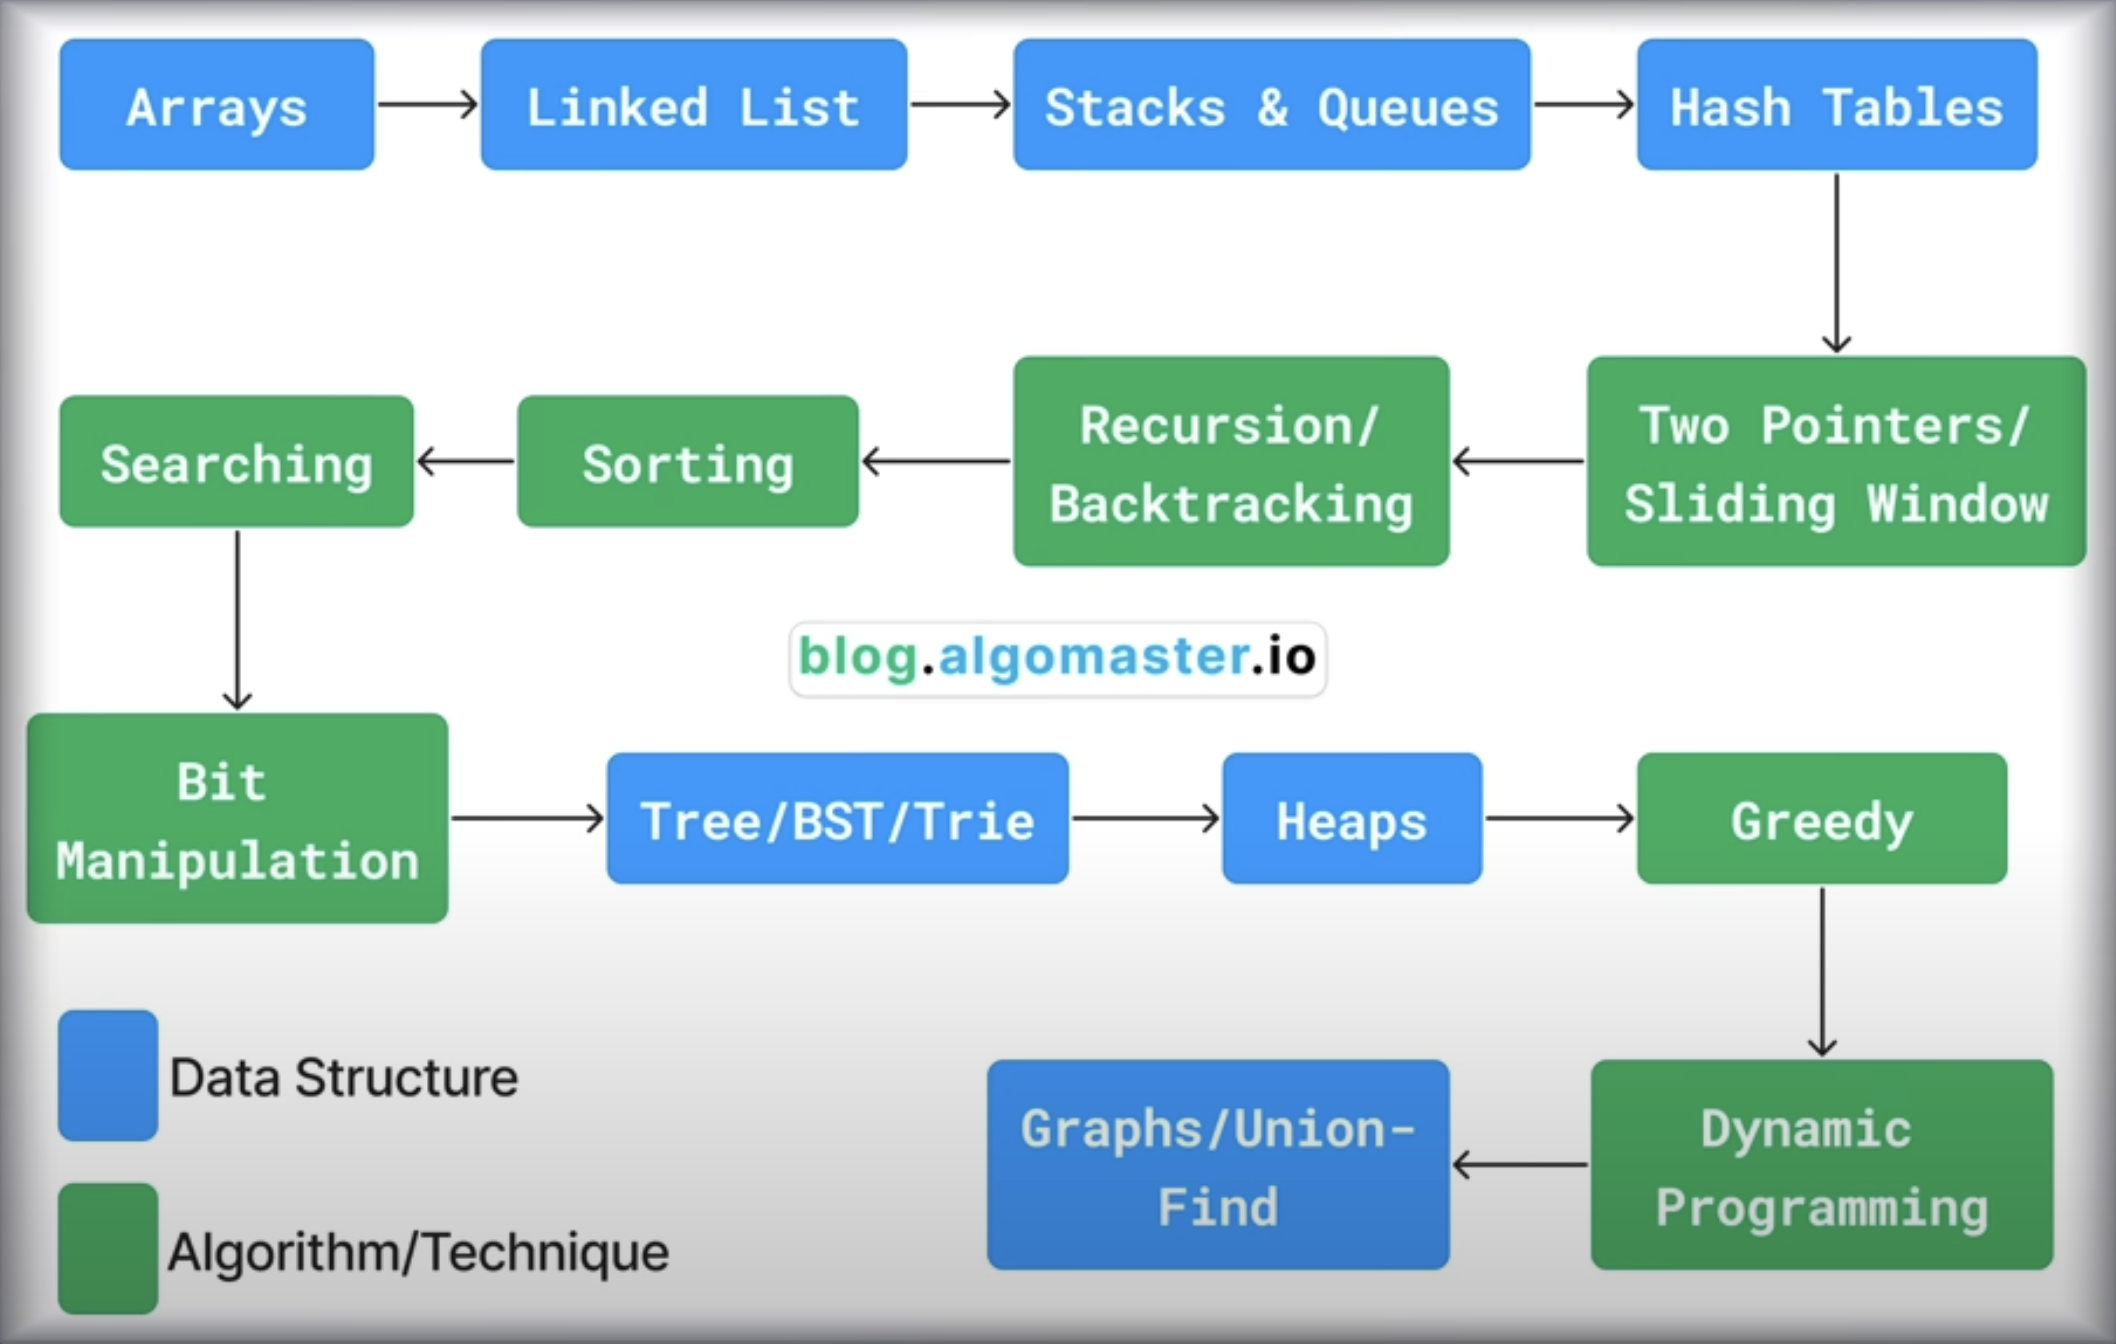 Arrays
Linked List
Stacks & Queues
Hash Tables
Two Pointers/
Sliding Window
Recursion/
Backtracking
Sorting
Searching
blog.algomaster.io
Bit
Manipulation
Tree/BST/Trie
Heaps
Greedy
Dynamic
Programming
Graphs/Union-
Find
Data Structure
Algorithm/Technique